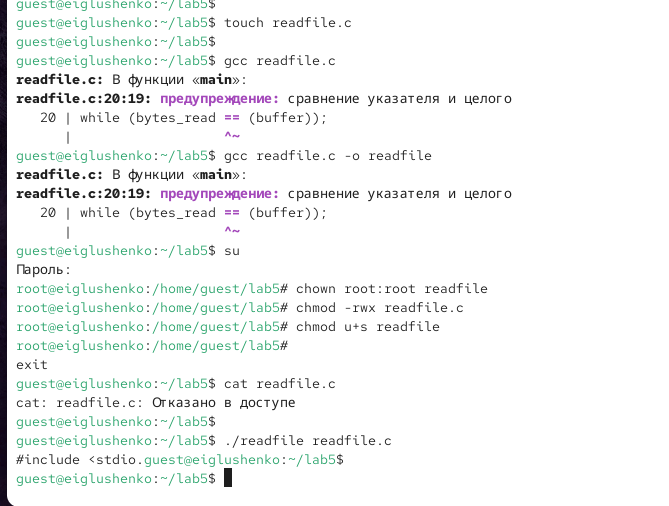 guest@eiglushenko:~/lab5$
guest@eiglushenko:~/lab5$ touch readfile.c
guest@eiglushenko:~/lab5$
guest@eiglushenko:~/lab5$ gcc readfile.c
readfile.c: В функции «main»:
readfile.c:20:19: предупреждение: сравнение указателя и целого
   20 | while (bytes_read == (buffer));
      |                   ^~
guest@eiglushenko:~/lab5$ gcc readfile.c -o readfile
readfile.c: В функции «main»:
readfile.c:20:19: предупреждение: сравнение указателя и целого
   20 | while (bytes_read == (buffer));
      |                   ^~
guest@eiglushenko:~/lab5$ su
Пароль:
root@eiglushenko:/home/guest/lab5# chown root:root readfile
root@eiglushenko:/home/guest/lab5# chmod -rwx readfile.c
root@eiglushenko:/home/guest/lab5# chmod u+s readfile
root@eiglushenko:/home/guest/lab5#
exit
guest@eiglushenko:~/lab5$ cat readfile.c
cat: readfile.c: Отказано в доступе
guest@eiglushenko:~/lab5$
guest@eiglushenko:~/lab5$ ./readfile readfile.c
#include <stdio.guest@eiglushenko:~/lab5$
guest@eiglushenko:~/lab5$